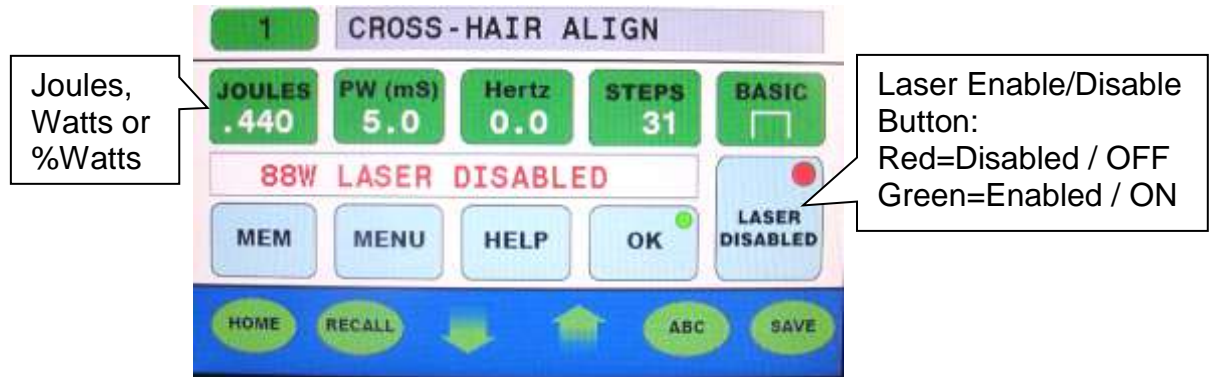 1 CROSS-HAIR ALIGN
Joules,
Watts or
%Watts
JOULES PW (mS) Hertz STEPS BASIC
.440 5.0 0.0 31
Laser Enable/Disable
Button:
Red=Disabled / OFF
Green=Enabled / ON
88W LASER DISABLED
MEM MENU HELP OK LASER
DISABLED
HOME RECALL ABC SAVE